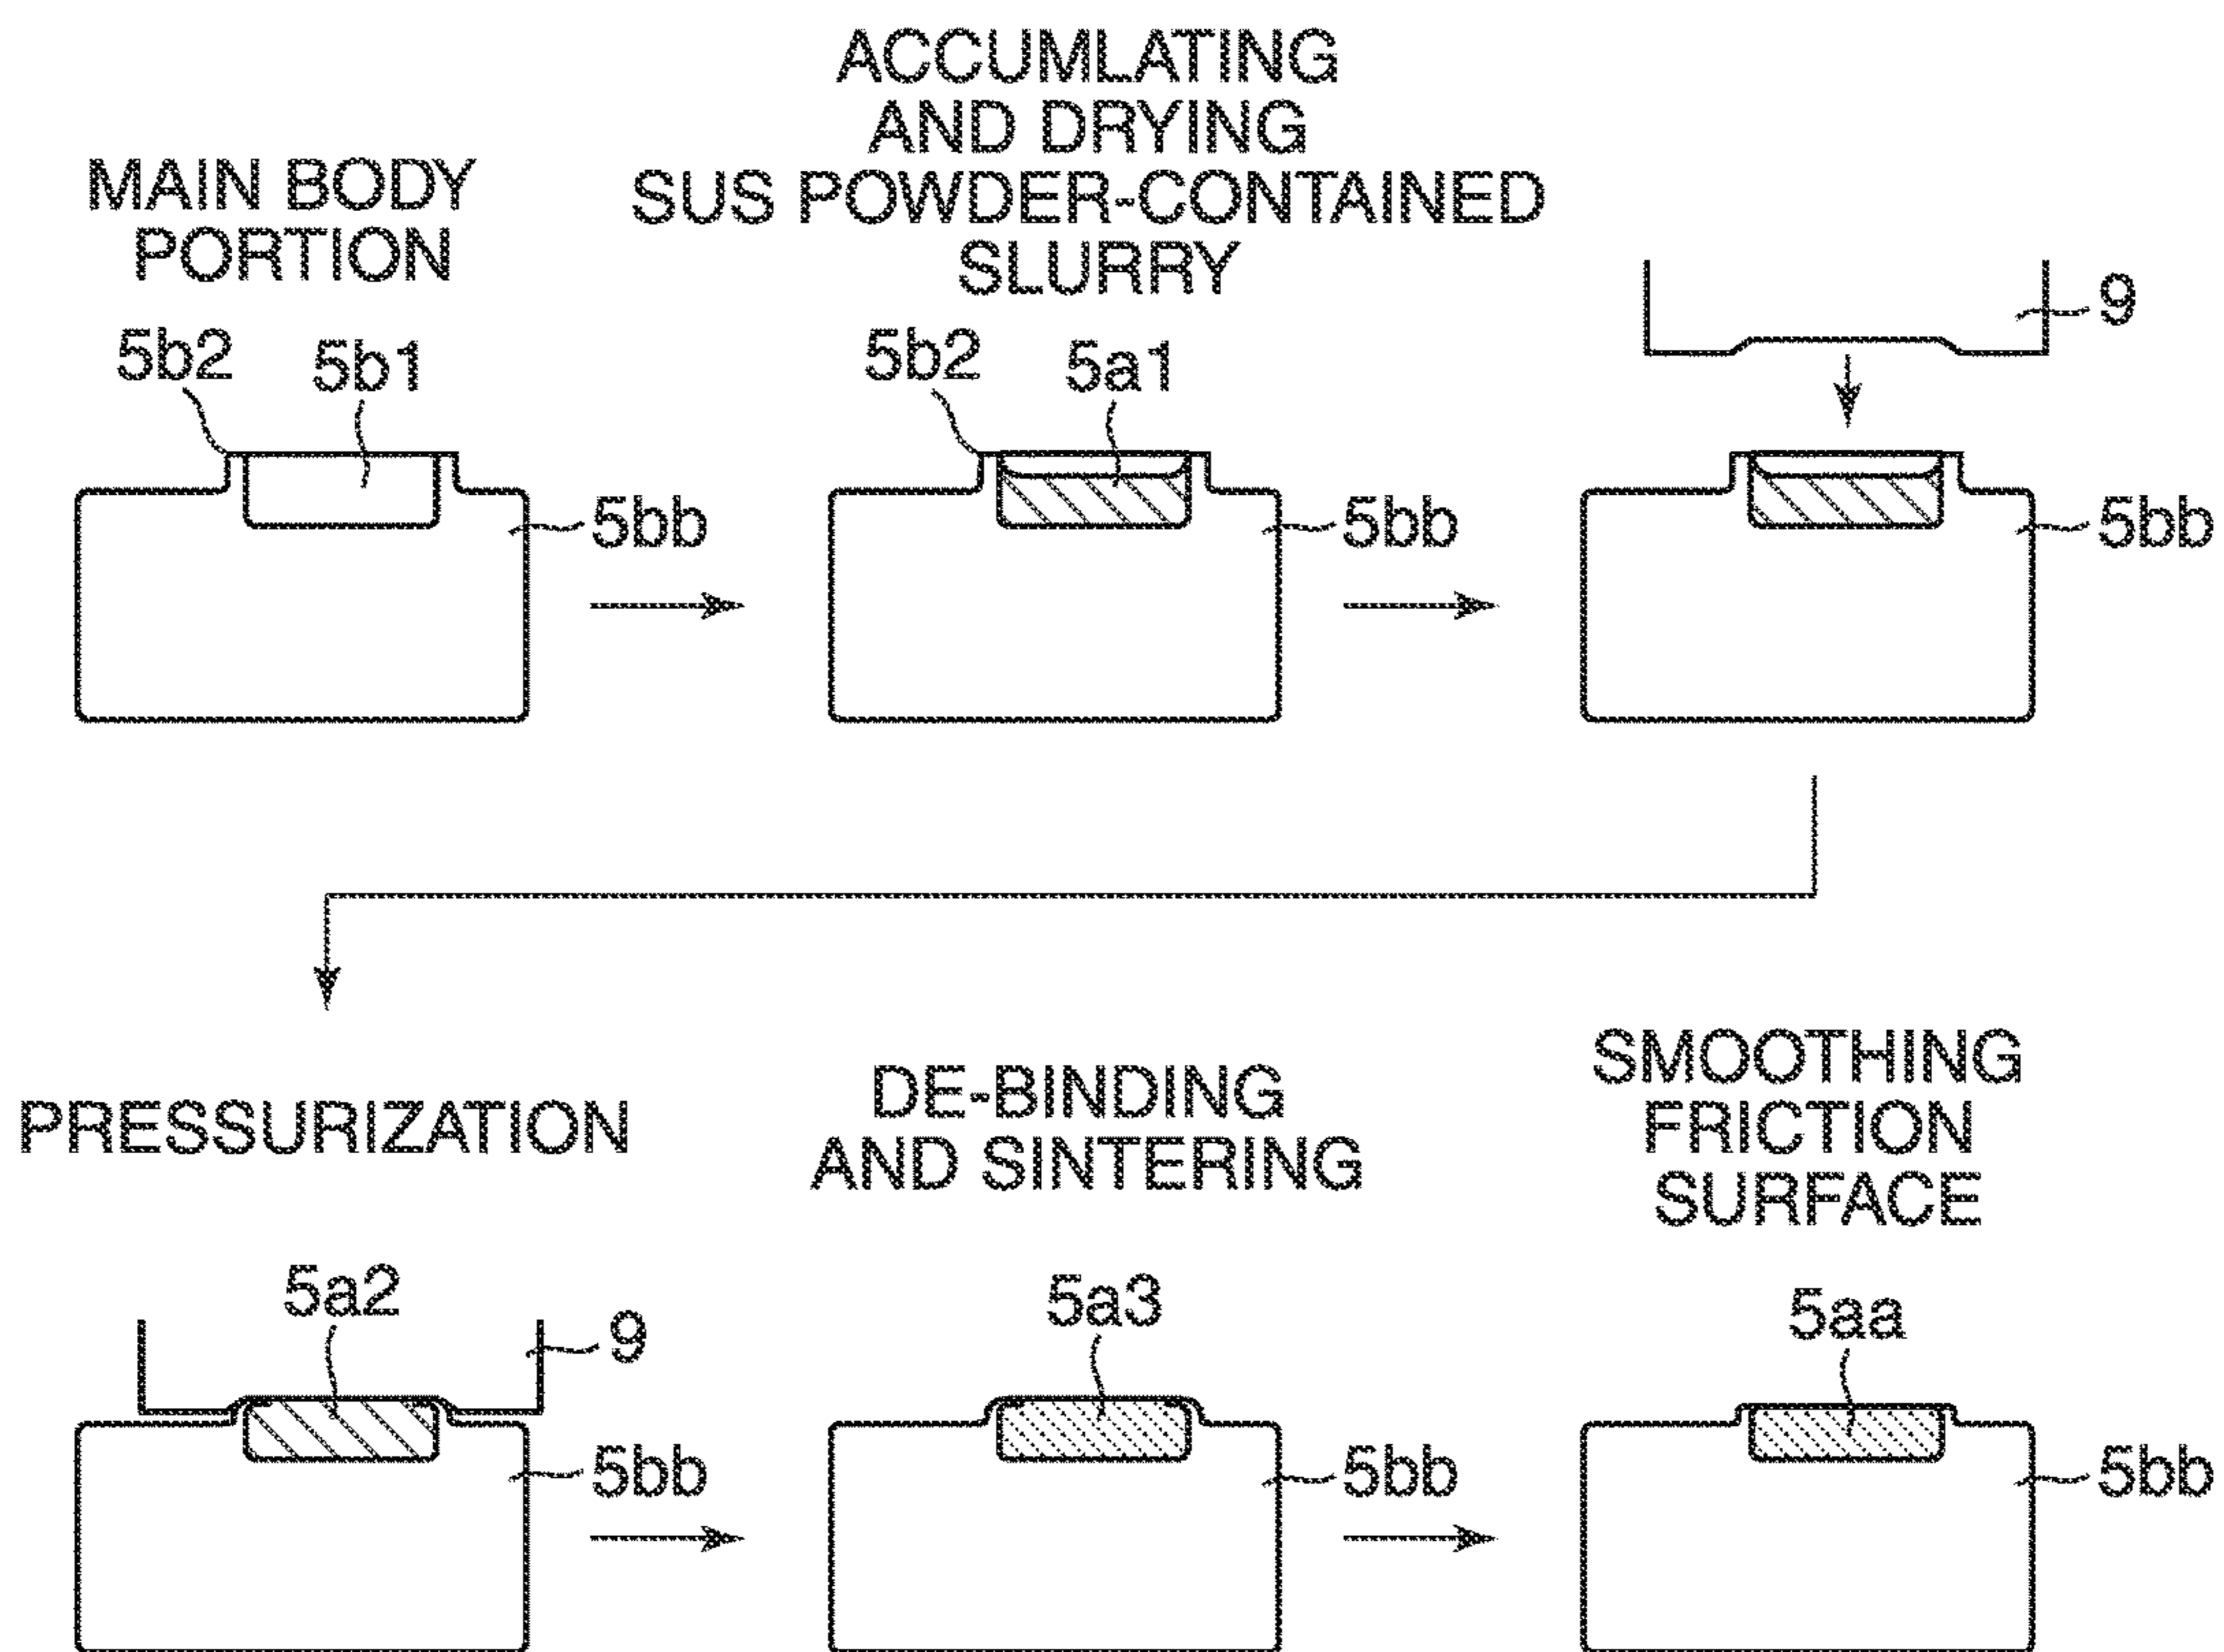 MAIN BODY
PORTION
ACCUMLATING
AND DRYING
SUS POWDER-CONTAINED
SLURRY
5b2
5b1
5bb
5b2
5a1
5bb
9
5bb
PRESSURIZATION
DE-BINDING
AND SINTERING
SMOOTHING
FRICTION
SURFACE
5a2
9
5bb
5a3
5bb
5aa
5bb